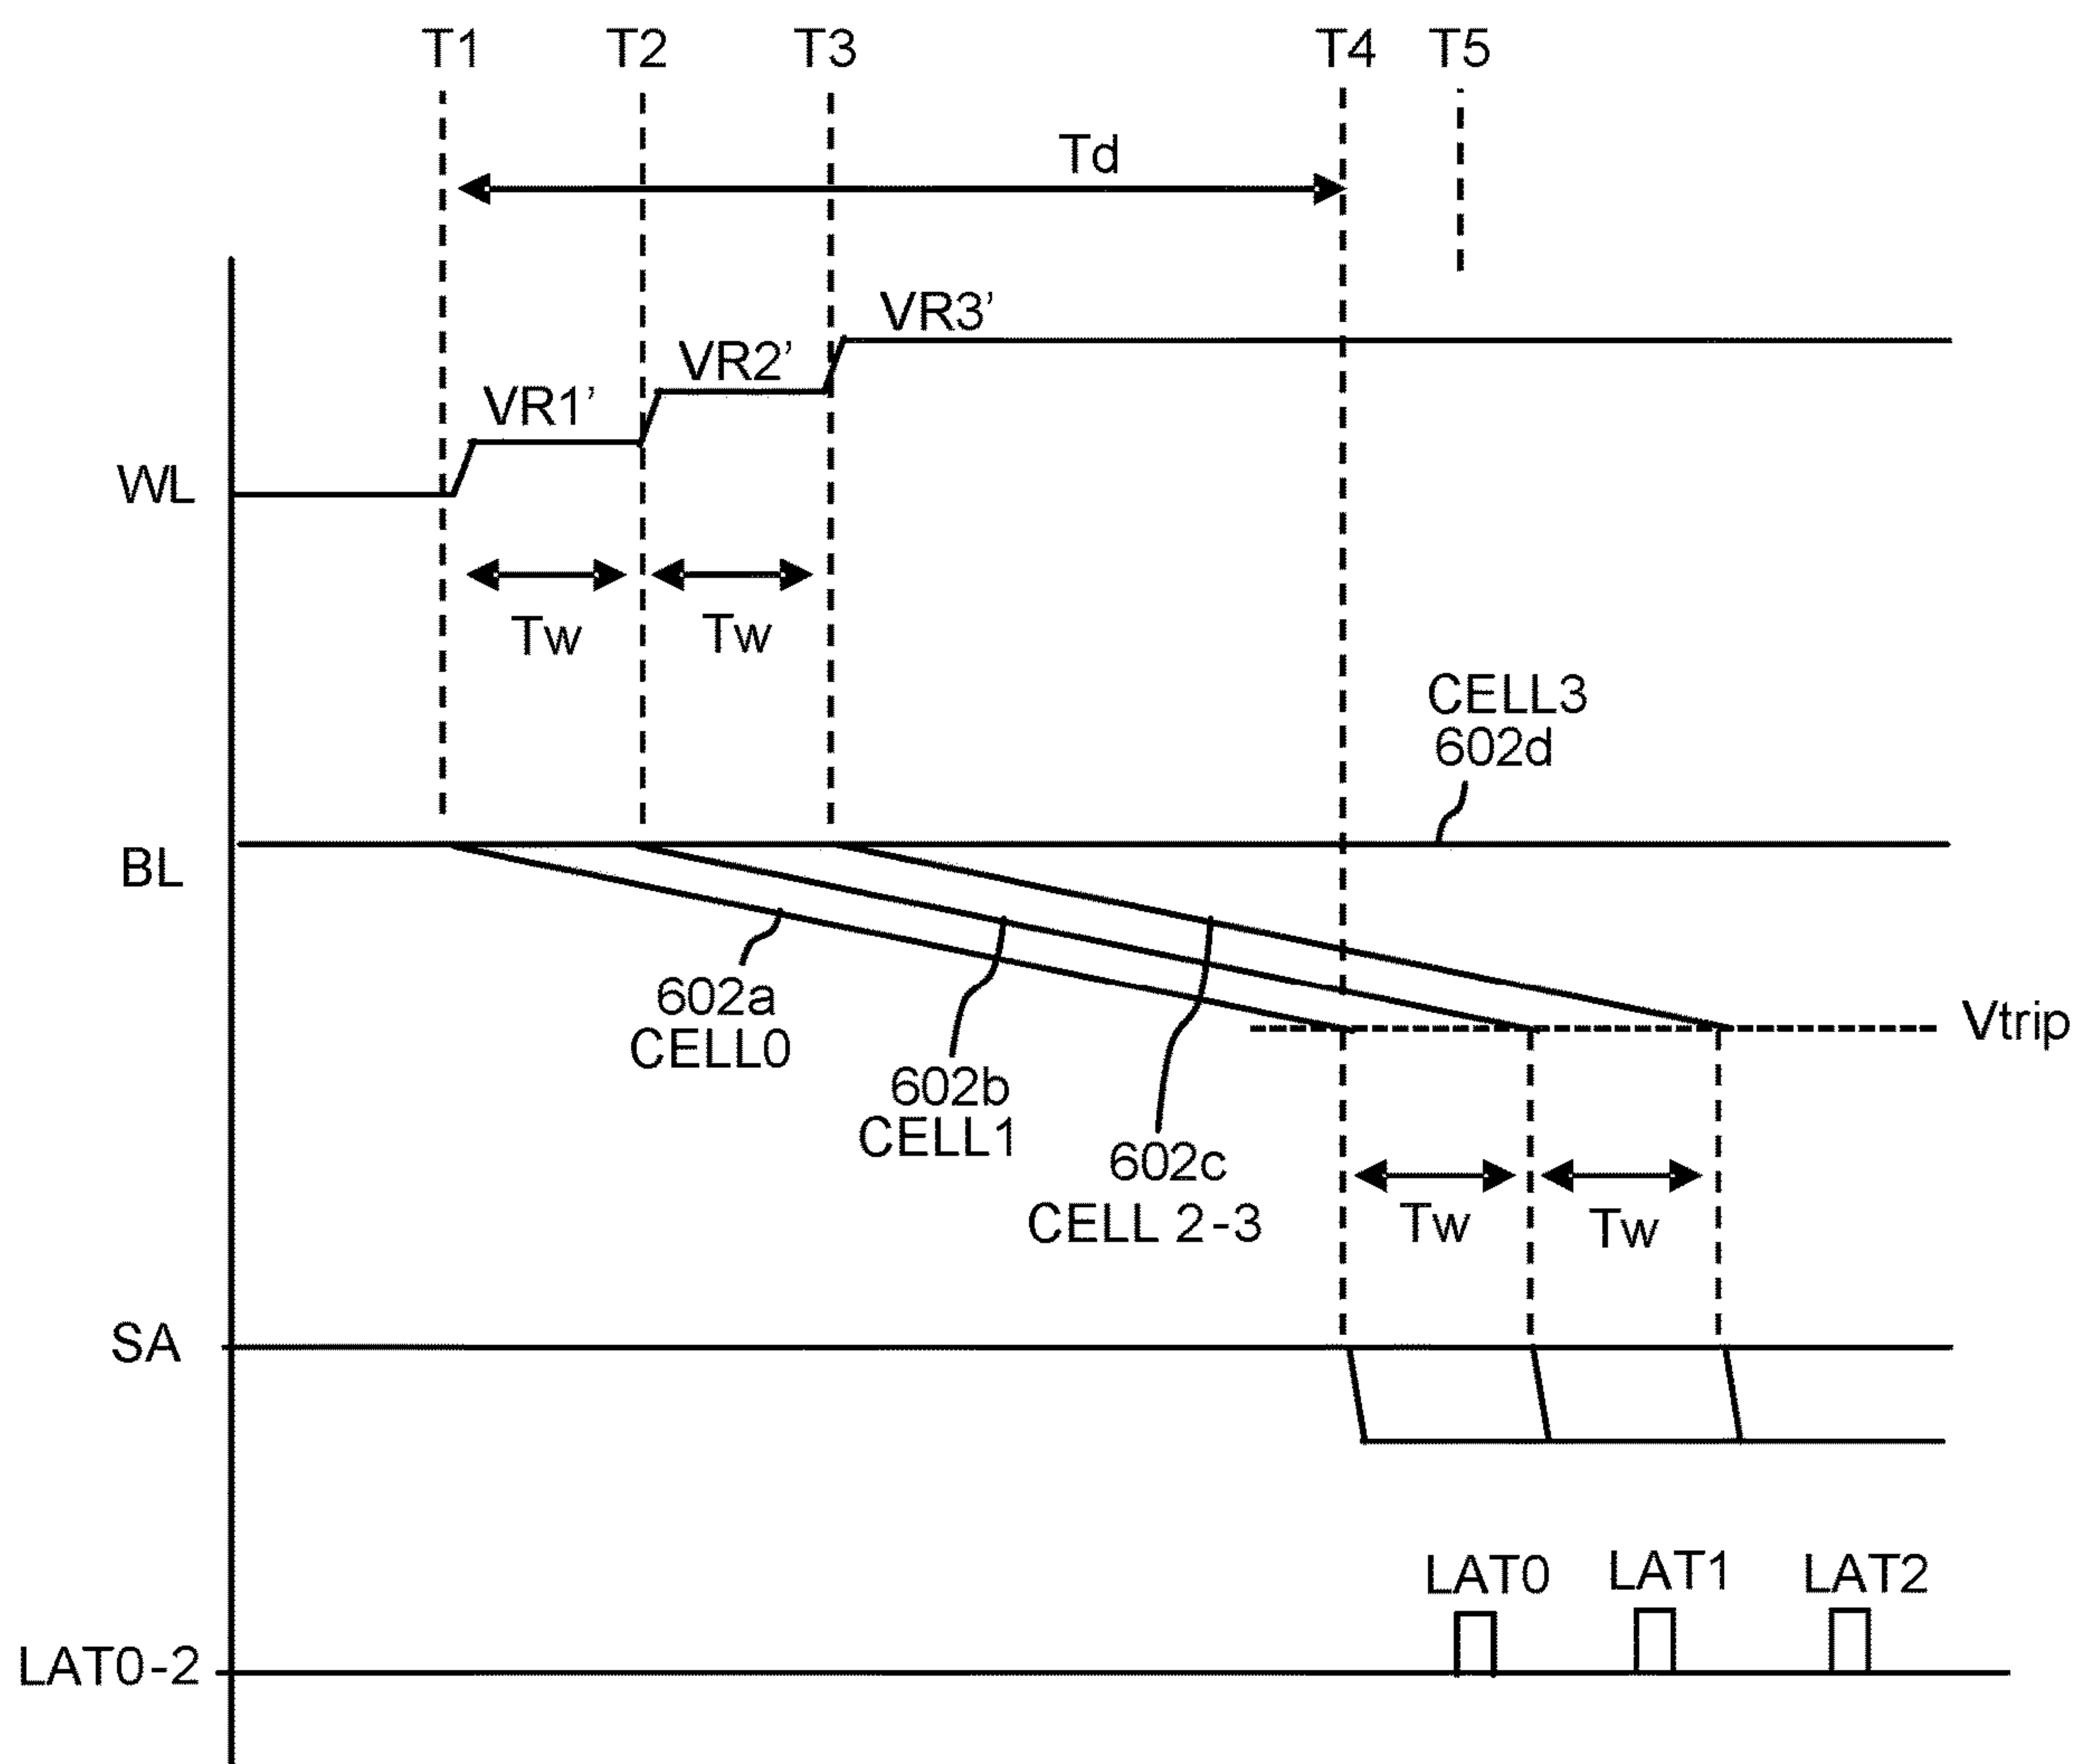 T1 T2 T3 T4 T5
Td
VR3’
VR2’
VR1’
WL
Tw Tw
CELL3
602d
BL
602a
CELL0
Vtrip
602b
CELL1
602c
CELL 2-3
Tw Tw
SA
LAT0 LAT1 LAT2
LAT0-2